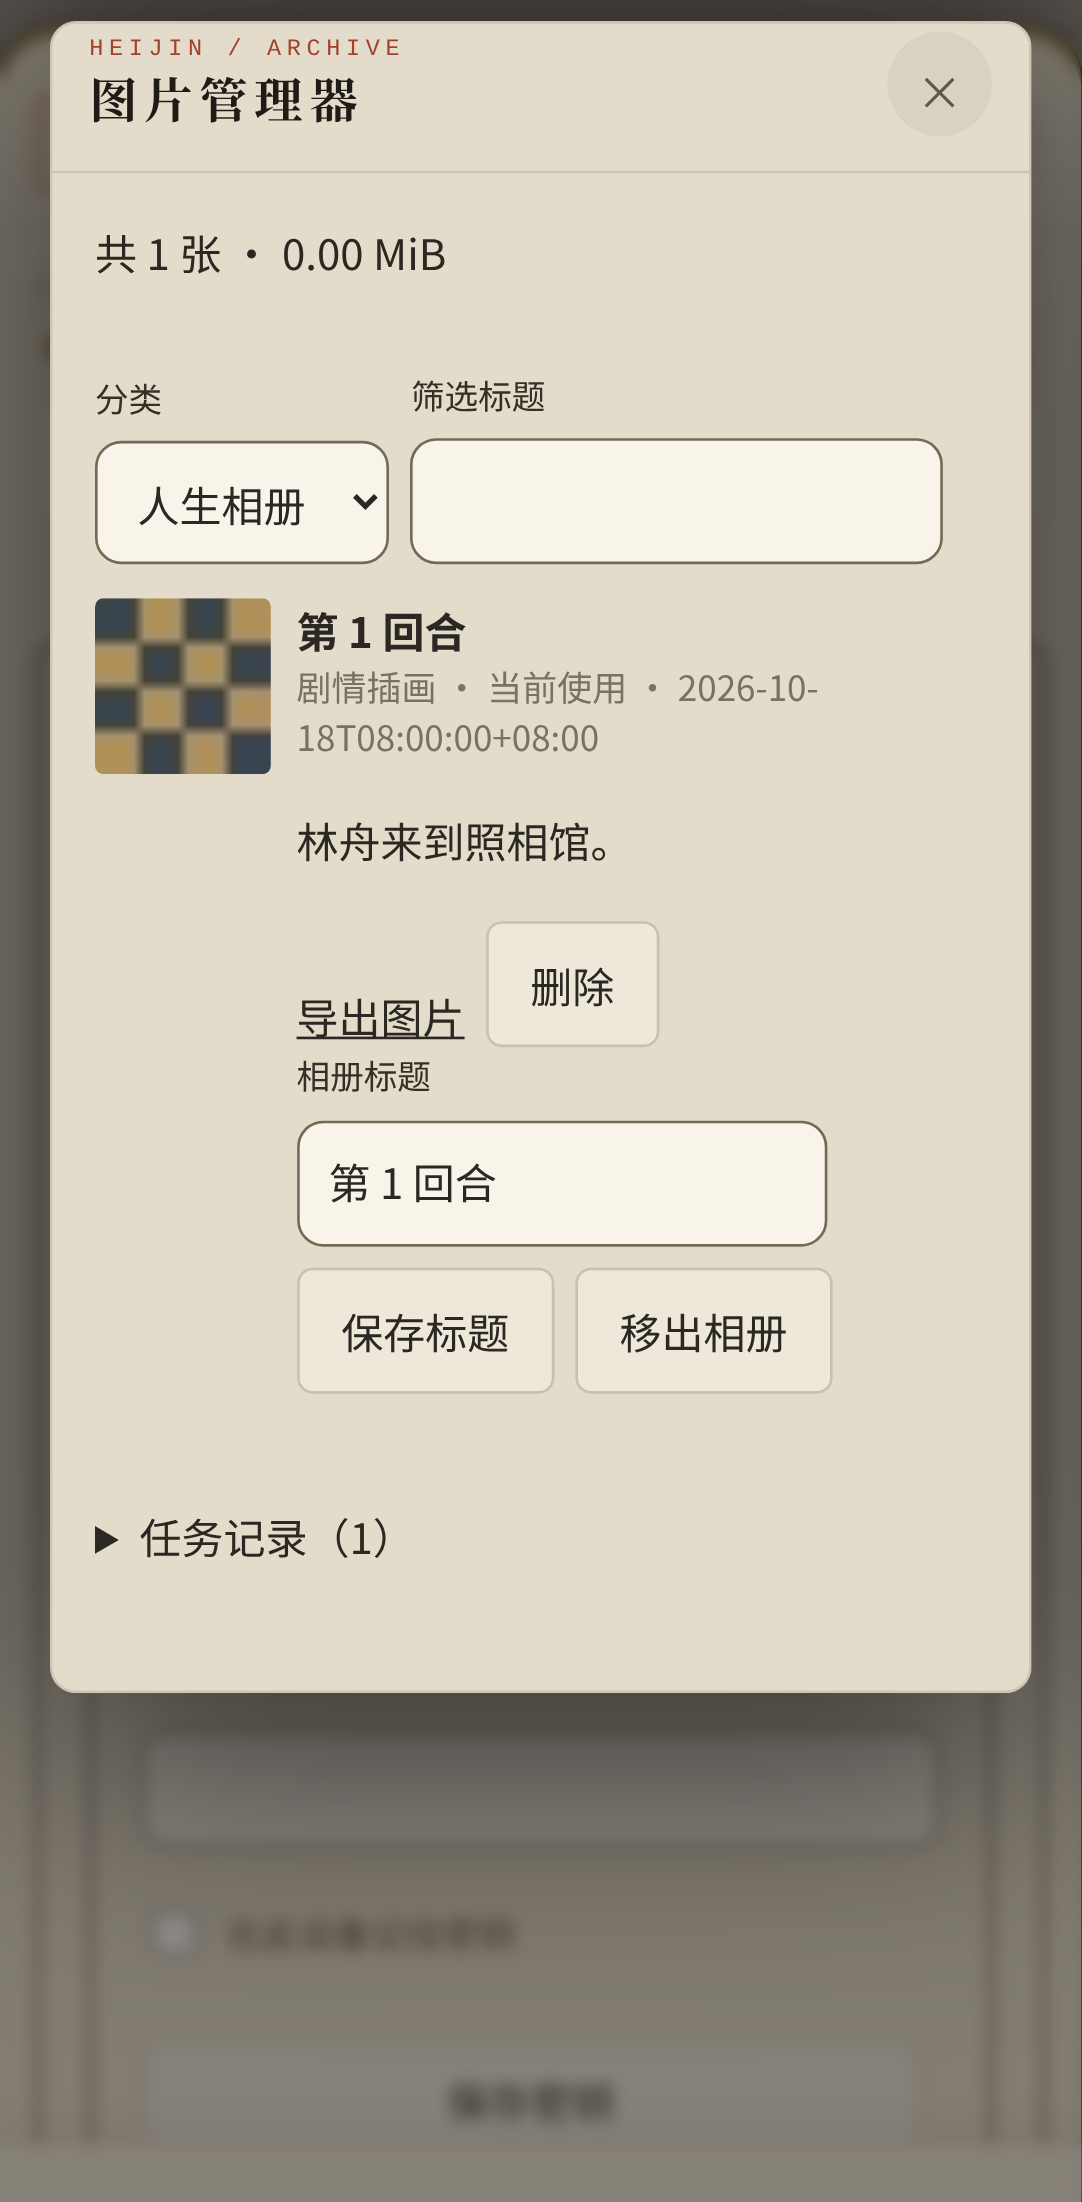 HEIJIN / ARCHIVE
图片管理器
共 1 张 · 0.00 MiB
分类
筛选标题
人生相册
第 1 回合
剧情插画 · 当前使用 · 2026-10-
18T08:00:00+08:00
林舟来到照相馆。
导出图片
删除
相册标题
第 1 回合
保存标题
移出相册
任务记录（1）
保存密钥